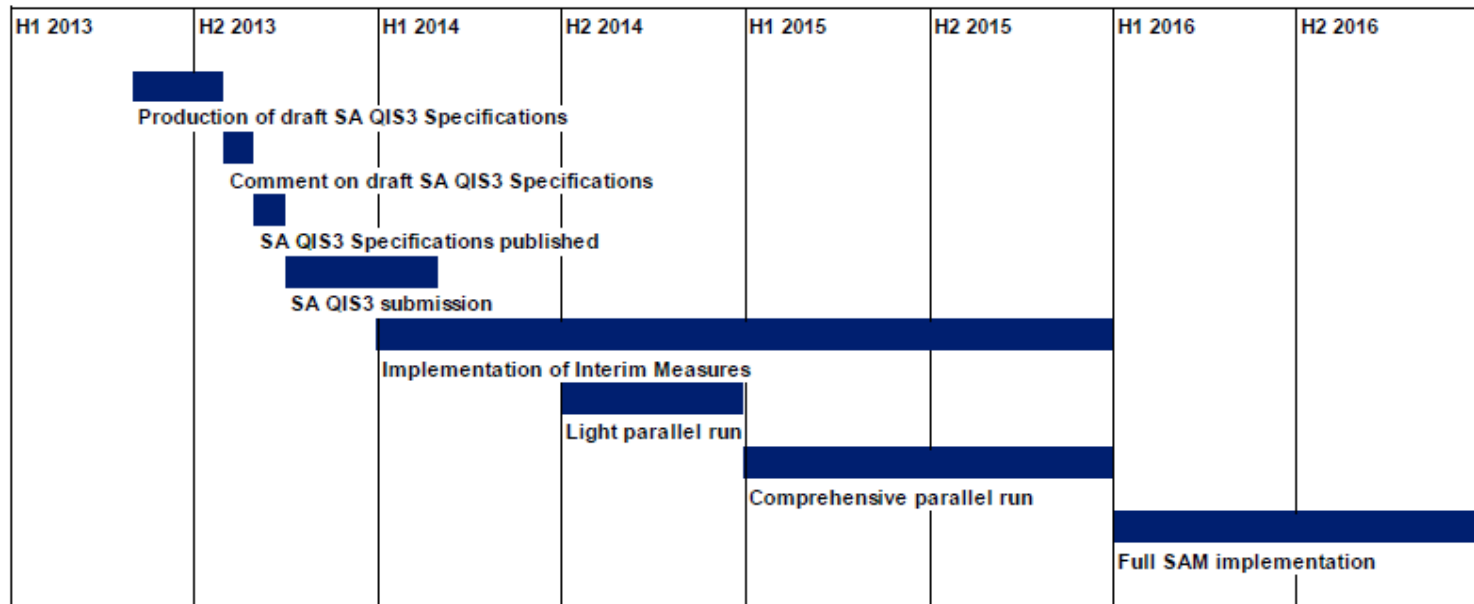 H1 2013 H2 2013 H1 2014 H2 2014 H1 2015 H2 2015 H1 2016 H2 2016
Production of draft SA QIS3 Specifications
Comment on draft SA QIS3 Specifications
SA QIS3 Specifications published
SA QIS3 submission
Implementation of Interim Measures
Light parallel run
Comprehensive parallel run
Full SAM implementation